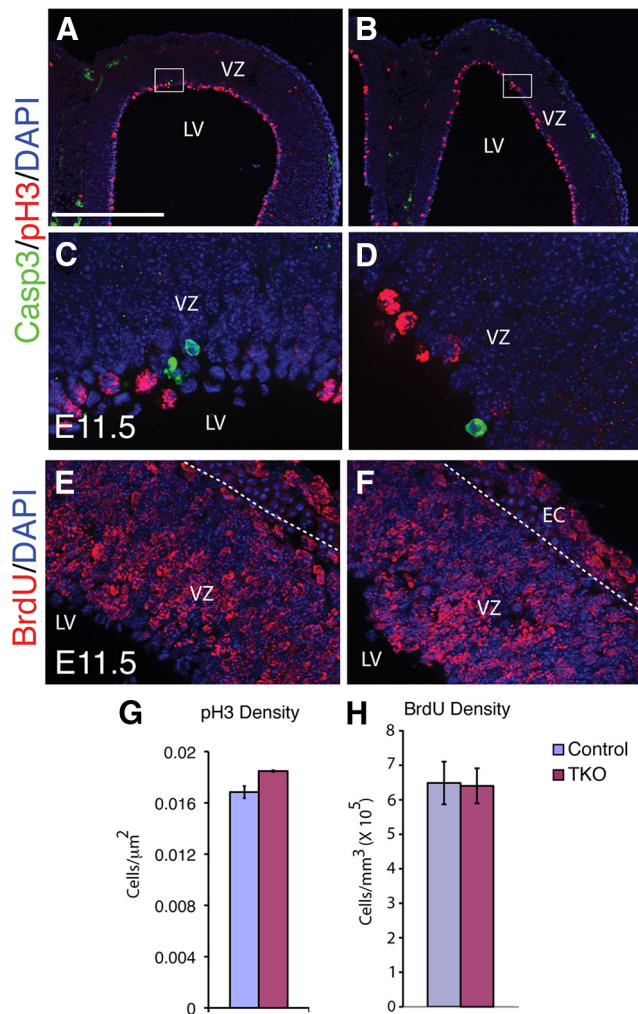 A
B
VZ
VZ
LV
LV
Casp3/pH3/DAPI
C
D
VZ
VZ
LV
E11.5
E
F
EC
BrdU/DAPI
VZ
VZ
LV
LV
E11.5
G
pH3 Density
H
BrdU Density
0.02
0.016
0.012
0.008
0.004
0
Cells/µm²
8
7
6
5
4
3
2
1
0
Cells/mm³ (X 10⁵)
Control
TKO